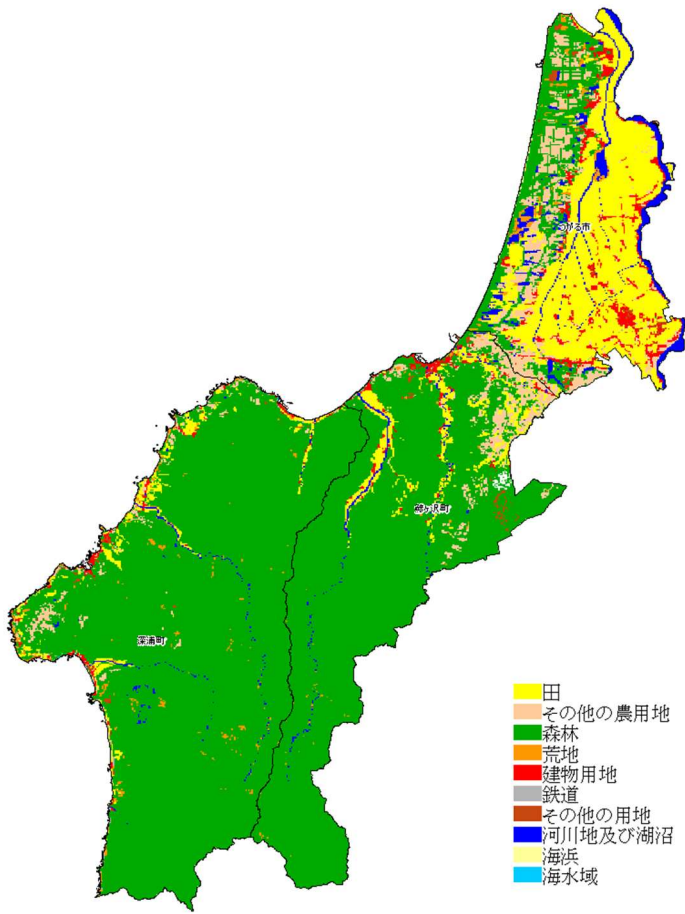 つがる市
鰺ヶ沢町
深浦町
田
その他の農用地
森林
荒地
建物用地
鉄道
その他の用地
河川地及び湖沼
海浜
海水域